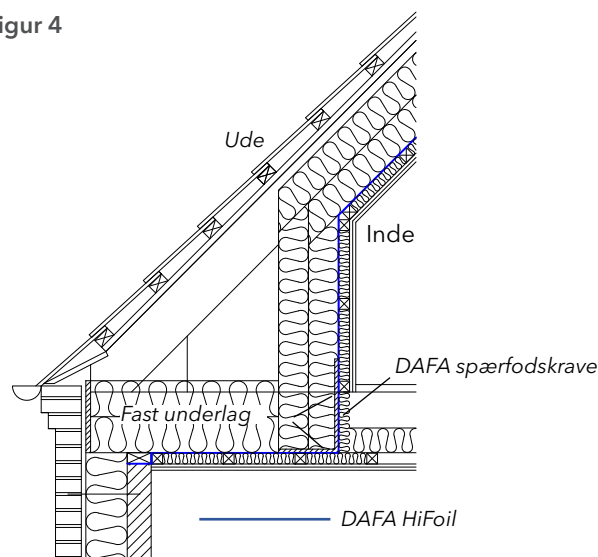 igur 4
Ude
Inde
DAFA spærfodskrave
Fast underlag
DAFA HiFoil